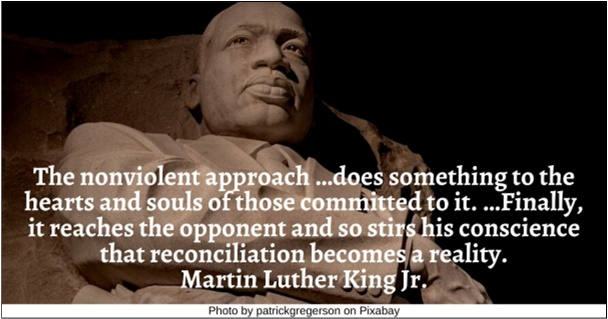 The nonviolent approach ...does something to the
hearts and souls of those committed to it. ...Finally,
it reaches the opponent and so stirs his conscience
that reconciliation becomes a reality.
Martin Luther King Jr.
Photo by patrickgregerson on Pixabay